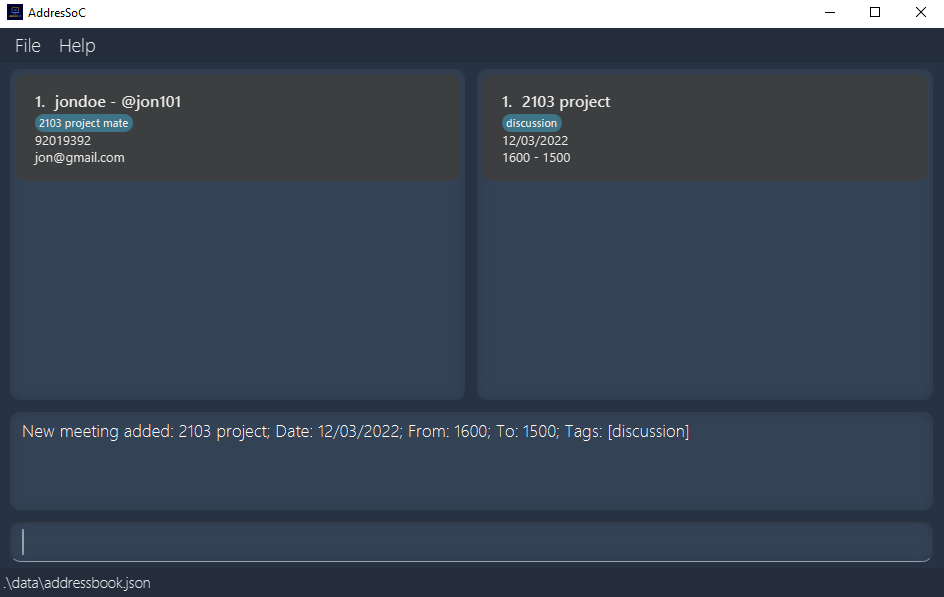 AddresSoC
File Help
1. jondoe - @jon101
2103 project mate
92019392
jon@gmail.com
1. 2103 project
discussion
12/03/2022
1600 - 1500
New meeting added: 2103 project; Date: 12/03/2022; From: 1600; To: 1500; Tags: [discussion]
.\data\addressbook.json